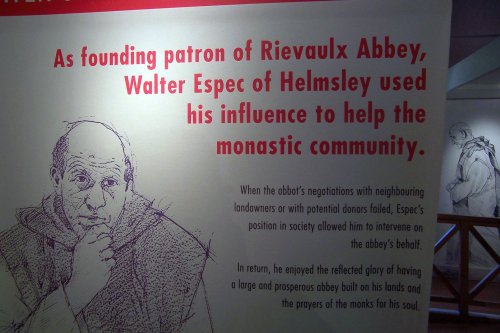 As founding patron of Rievaulx Abbey,
Walter Espec of Helmsley used
his influence to help the
monastic community.
When the abbot's negotiations with neighbouring
landowners or with potential donors failed, Espec's
position in society allowed him to intervene on
the abbey's behalf.
In return, he enjoyed the reflected glory of having
a large and prosperous abbey built on his lands and
the prayers of the monks for his soul.